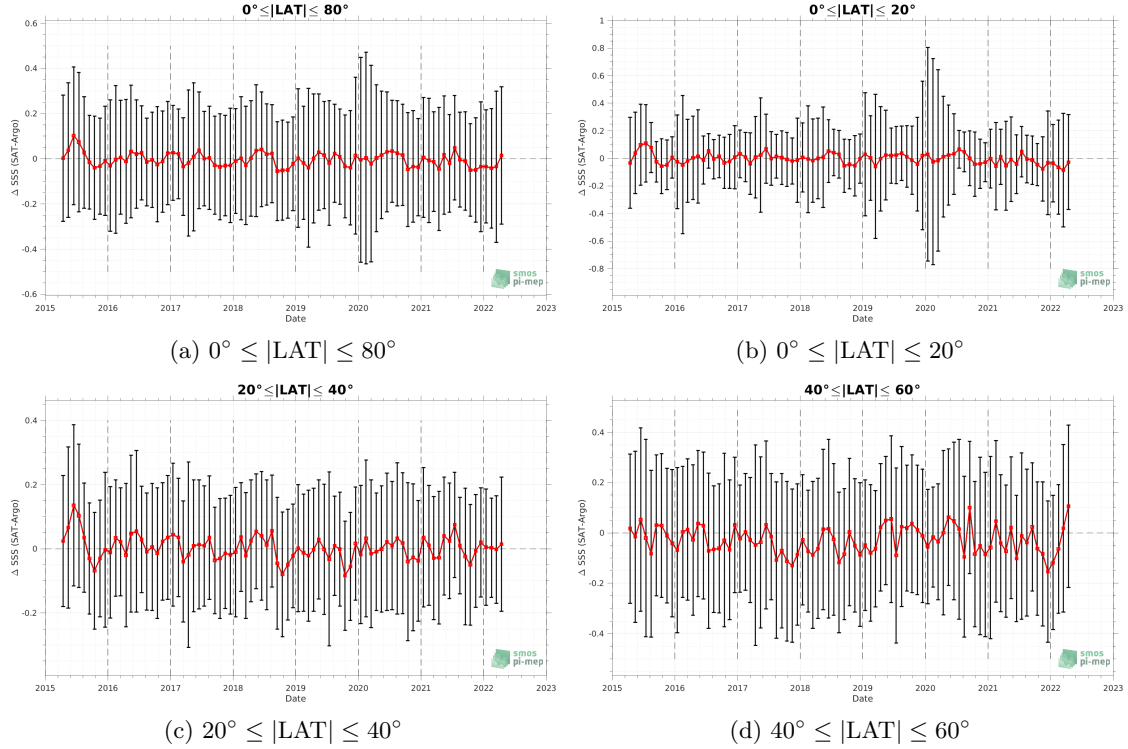 0°≤|LAT|≤ 80°
Δ SSS (SAT-Argo)
0.6
0.4
0.2
0
-0.2
-0.4
-0.6
2015 2016 2017 2018 2019 2020 2021 2022 2023
Date
smos
pi-mep
(a) 0° ≤ |LAT| ≤ 80°
0°≤|LAT|≤ 20°
Δ SSS (SAT-Argo)
1
0.8
0.6
0.4
0.2
0
-0.2
-0.4
-0.6
-0.8
2015 2016 2017 2018 2019 2020 2021 2022 2023
Date
smos
pi-mep
(b) 0° ≤ |LAT| ≤ 20°
20°≤|LAT|≤ 40°
Δ SSS (SAT-Argo)
0.4
0.2
0
-0.2
2015 2016 2017 2018 2019 2020 2021 2022 2023
Date
smos
pi-mep
(c) 20° ≤ |LAT| ≤ 40°
40°≤|LAT|≤ 60°
Δ SSS (SAT-Argo)
0.4
0.2
0
-0.2
-0.4
2015 2016 2017 2018 2019 2020 2021 2022 2023
Date
smos
pi-mep
(d) 40° ≤ |LAT| ≤ 60°